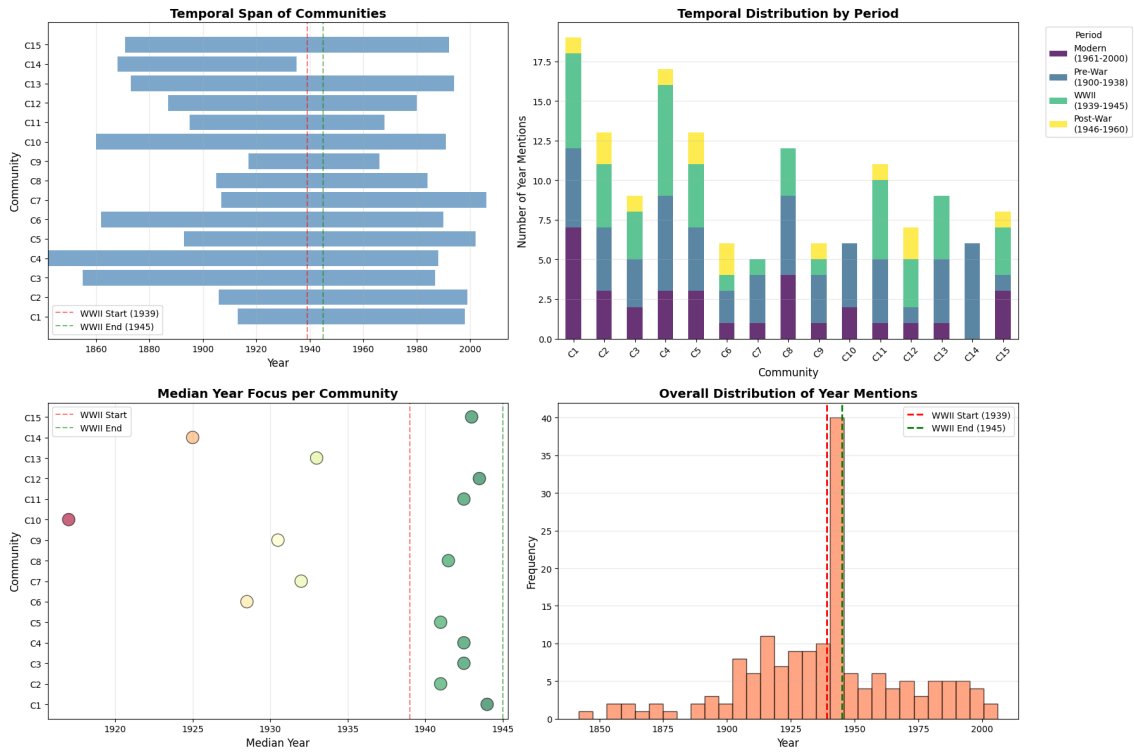 Temporal Span of Communities
Community
C15
C14
C13
C12
C11
C10
C9
C8
C7
C6
C5
C4
C3
C2
C1
WWII Start (1939)
WWII End (1945)
1860
1880
1900
1920
1940
1960
1980
2000
Year
Temporal Distribution by Period
Number of Year Mentions
17.5
15.0
12.5
10.0
7.5
5.0
2.5
0.0
C1
C2
C3
C4
C5
C6
C7
C8
C9
C10
C11
C12
C13
C14
C15
Community
Period
Modern
(1961-2000)
Pre-War
(1900-1938)
WWII
(1939-1945)
Post-War
(1946-1960)
Median Year Focus per Community
Community
WWII Start
WWII End
C15
C14
C13
C12
C11
C10
C9
C8
C7
C6
C5
C4
C3
C2
C1
1920
1925
1930
1935
1940
1945
Median Year
Overall Distribution of Year Mentions
Frequency
WWII Start (1939)
WWII End (1945)
40
35
30
25
20
15
10
5
0
1850
1875
1900
1925
1950
1975
2000
Year